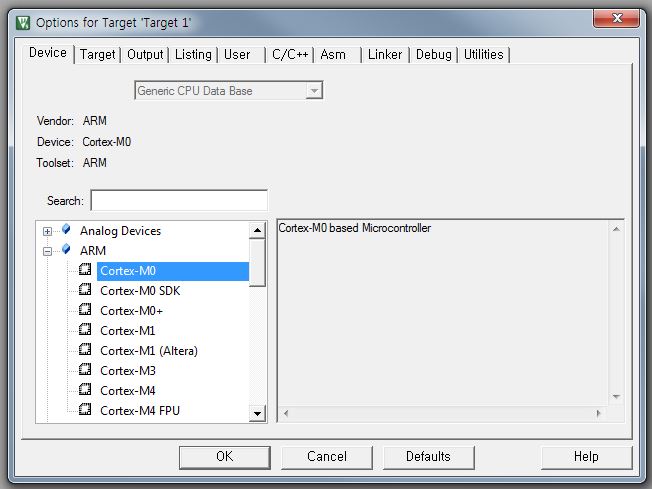 Options for Target 'Target 1'
Device Target Output Listing User C/C++ Asm Linker Debug Utilities
Generic CPU Data Base
Vendor: ARM
Device: Cortex-M0
Toolset: ARM
Search:
Analog Devices
ARM
Cortex-M0
Cortex-M0 SDK
Cortex-M0+
Cortex-M1
Cortex-M1 (Altera)
Cortex-M3
Cortex-M4
Cortex-M4 FPU
Cortex-M0 based Microcontroller
OK Cancel Defaults Help